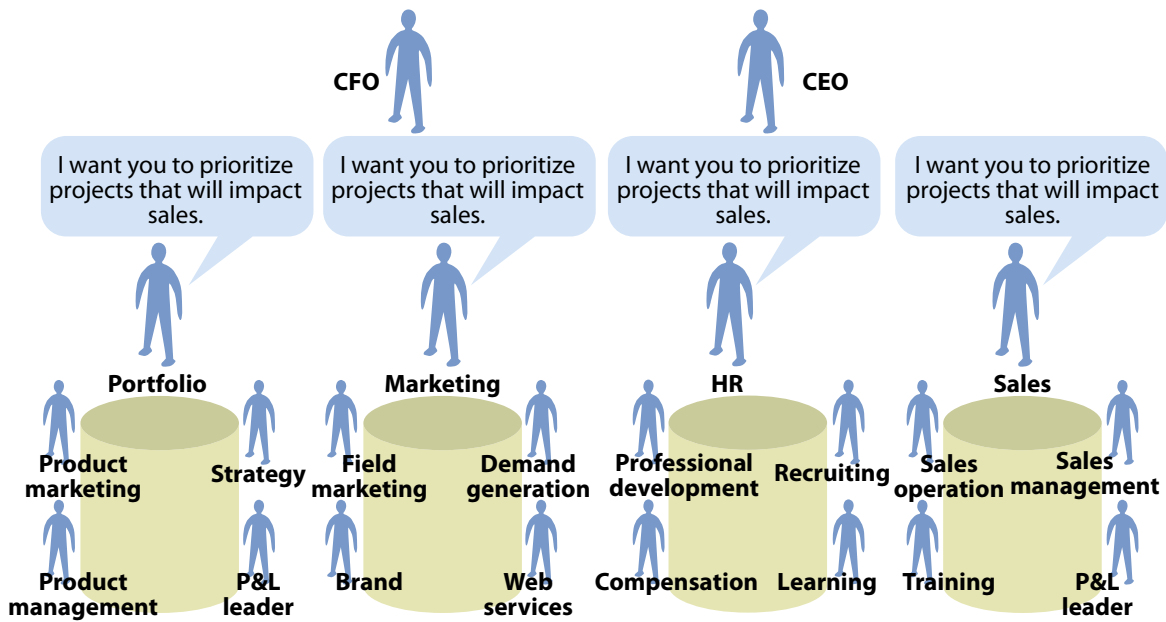 CFO
CEO
I want you to prioritize
projects that will impact
sales.
I want you to prioritize
projects that will impact
sales.
I want you to prioritize
projects that will impact
sales.
I want you to prioritize
projects that will impact
sales.
Portfolio
Marketing
HR
Sales
Product
marketing
Strategy
Field
marketing
Demand
generation
Professional
development
Recruiting
Sales
operation
Sales
management
Product
management
P&L
leader
Brand
Web
services
Compensation
Learning
Training
P&L
leader